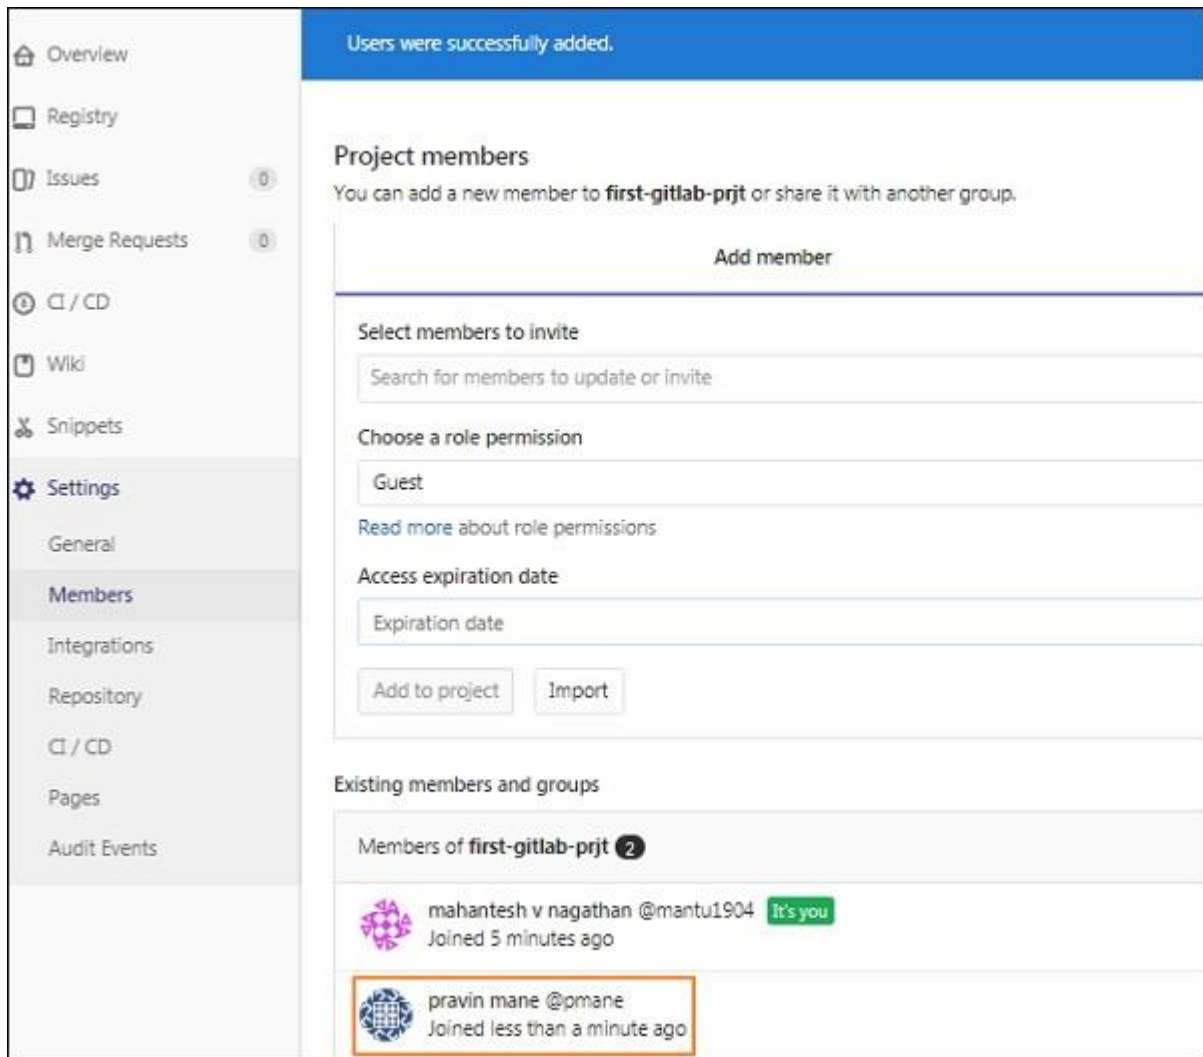 Overview
Registry
Issues 0
Merge Requests 0
CI / CD
Wiki
Snippets
Settings
General
Members
Integrations
Repository
CI / CD
Pages
Audit Events
Users were successfully added.
Project members
You can add a new member to first-gitlab-prjt or share it with another group.
Add member
Select members to invite
Search for members to update or invite
Choose a role permission
Guest
Read more about role permissions
Access expiration date
Expiration date
Add to project Import
Existing members and groups
Members of first-gitlab-prjt 2
mahantesh v nagathan @mantu1904 It's you
Joined 5 minutes ago
pravin mane @pmane
Joined less than a minute ago